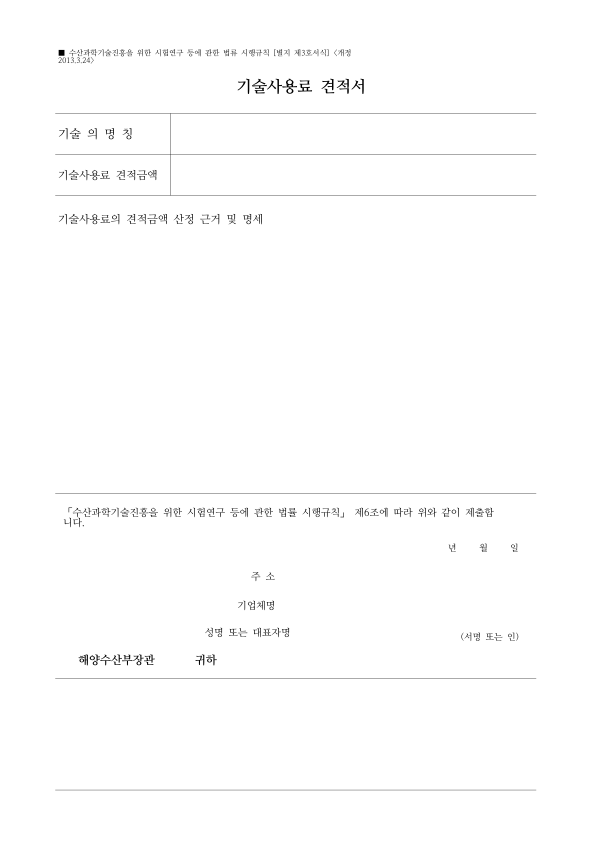 ■ 수산과학기술진흥을 위한 시험연구 등에 관한 법률 시행규칙 [별지 제3호서식] <개정
2013.3.24>
기술사용료 견적서
기술 의 명 칭
기술사용료 견적금액
기술사용료의 견적금액 산정 근거 및 명세
「수산과학기술진흥을 위한 시험연구 등에 관한 법률 시행규칙」 제6조에 따라 위와 같이 제출합
니다.
년 월 일
주 소
기업체명
성명 또는 대표자명 (서명 또는 인)
해양수산부장관 귀하